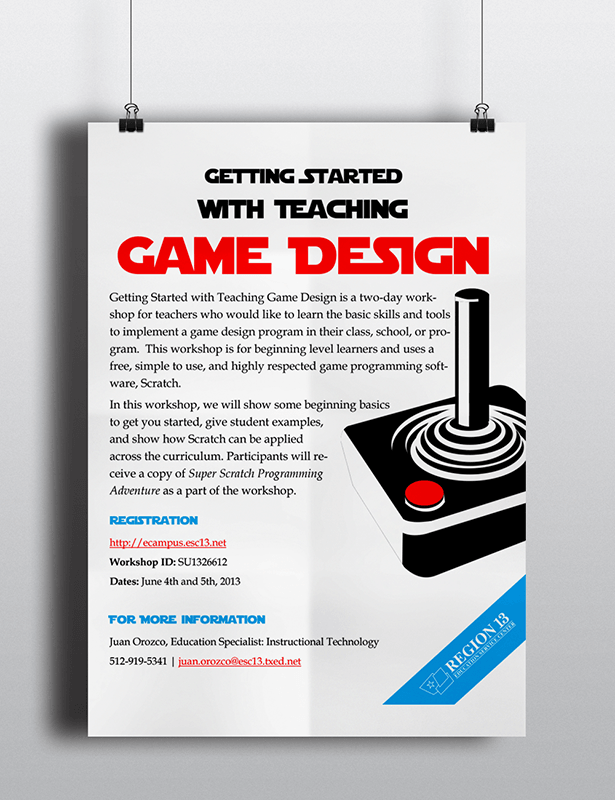 GETTING STARTED
WITH TEACHING
GAME DESIGN
Getting Started with Teaching Game Design is a two-day work-
shop for teachers who would like to learn the basic skills and tools
to implement a game design program in their class, school, or pro-
gram.  This workshop is for beginning level learners and uses a
free, simple to use, and highly respected game programming soft-
ware, Scratch.
In this workshop, we will show some beginning basics
to get you started, give student examples,
and show how Scratch can be applied
across the curriculum. Participants will re-
ceive a copy of Super Scratch Programming
Adventure as a part of the workshop.
REGISTRATION
http://ecampus.esc13.net
Workshop ID: SU1326612
Dates: June 4th and 5th, 2013
FOR MORE INFORMATION
Juan Orozco, Education Specialist: Instructional Technology
512-919-5341 | juan.orozco@esc13.txed.net
REGION 13
EDUCATION SERVICE CENTER